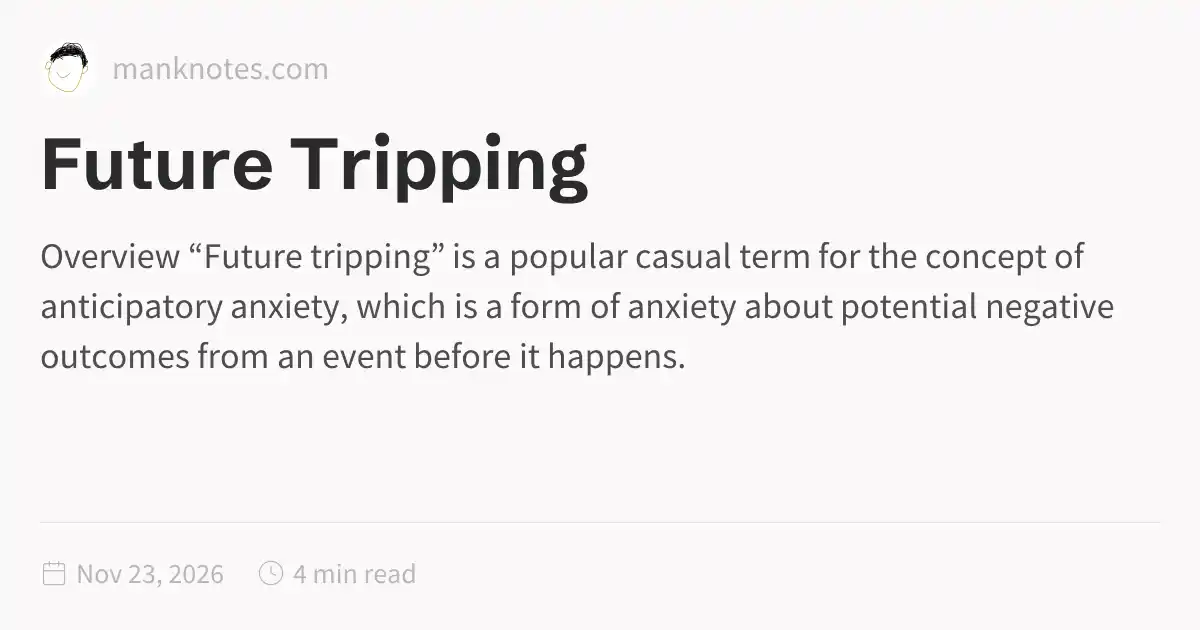 manknotes.com
Future Tripping
Overview “Future tripping” is a popular casual term for the concept of
anticipatory anxiety, which is a form of anxiety about potential negative
outcomes from an event before it happens.
Nov 23, 2026 4 min read